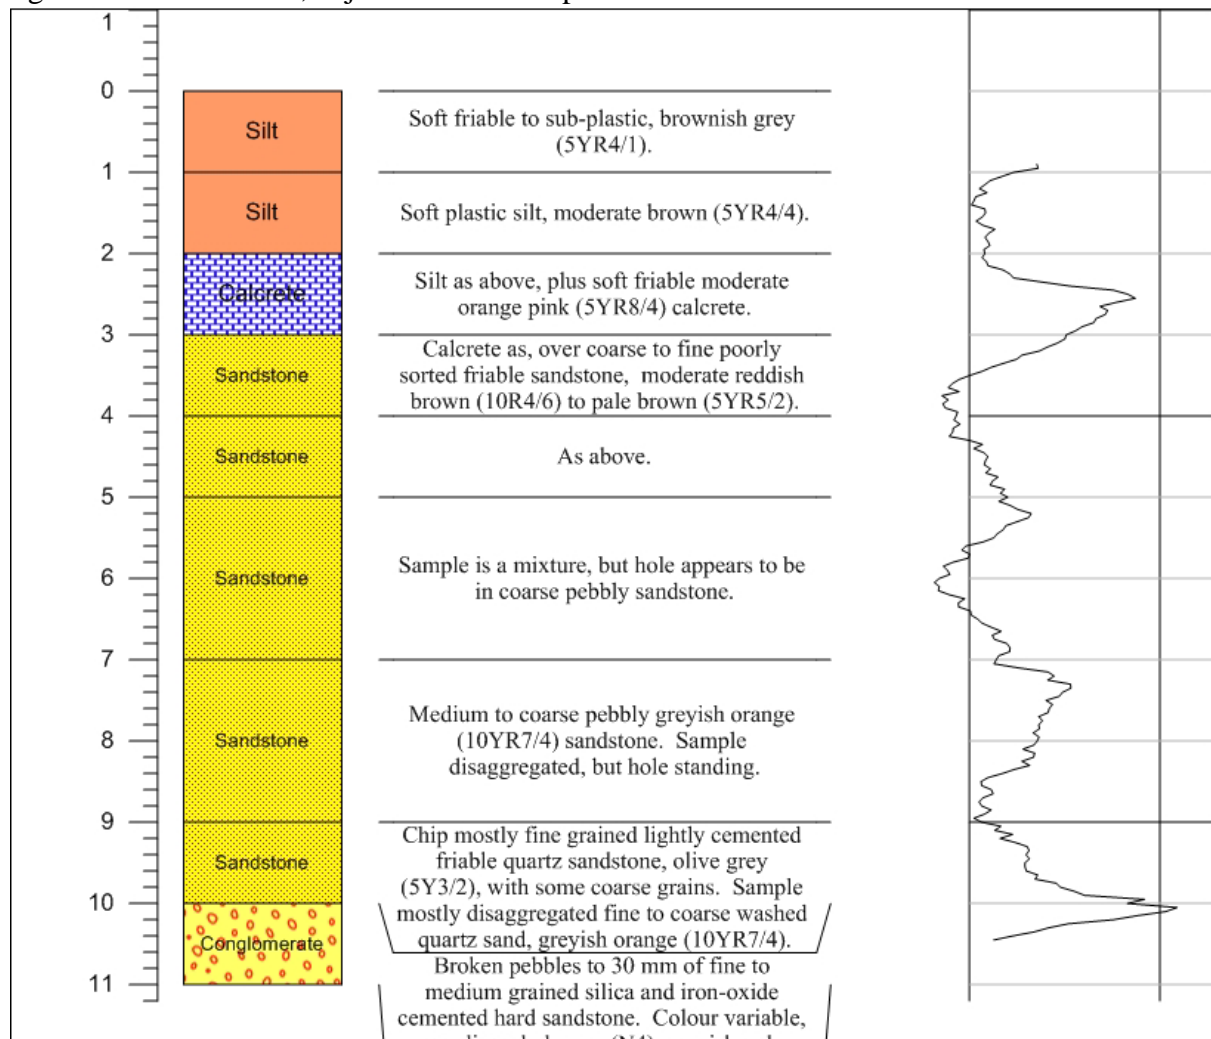 1
0
Silt
Soft friable to sub-plastic, brownish grey
(5YR4/1).
1
Silt
Soft plastic silt, moderate brown (5YR4/4).
2
Calcrete
Silt as above, plus soft friable moderate
orange pink (5YR8/4) calcrete.
3
Sandstone
Calcrete as, over coarse to fine poorly
sorted friable sandstone, moderate reddish
brown (10R4/6) to pale brown (5YR5/2).
4
Sandstone
As above.
5
Sandstone
Sample is a mixture, but hole appears to be
in coarse pebbly sandstone.
6
7
Sandstone
Medium to coarse pebbly greyish orange
(10YR7/4) sandstone. Sample
disaggregated, but hole standing.
8
9
Sandstone
Chip mostly fine grained lightly cemented
friable quartz sandstone, olive grey
(5Y3/2), with some coarse grains. Sample
mostly disaggregated fine to coarse washed
quartz sand, greyish orange (10YR7/4).
10
Conglomerate
Broken pebbles to 30 mm of fine to
medium grained silica and iron-oxide
cemented hard sandstone. Colour variable,
11